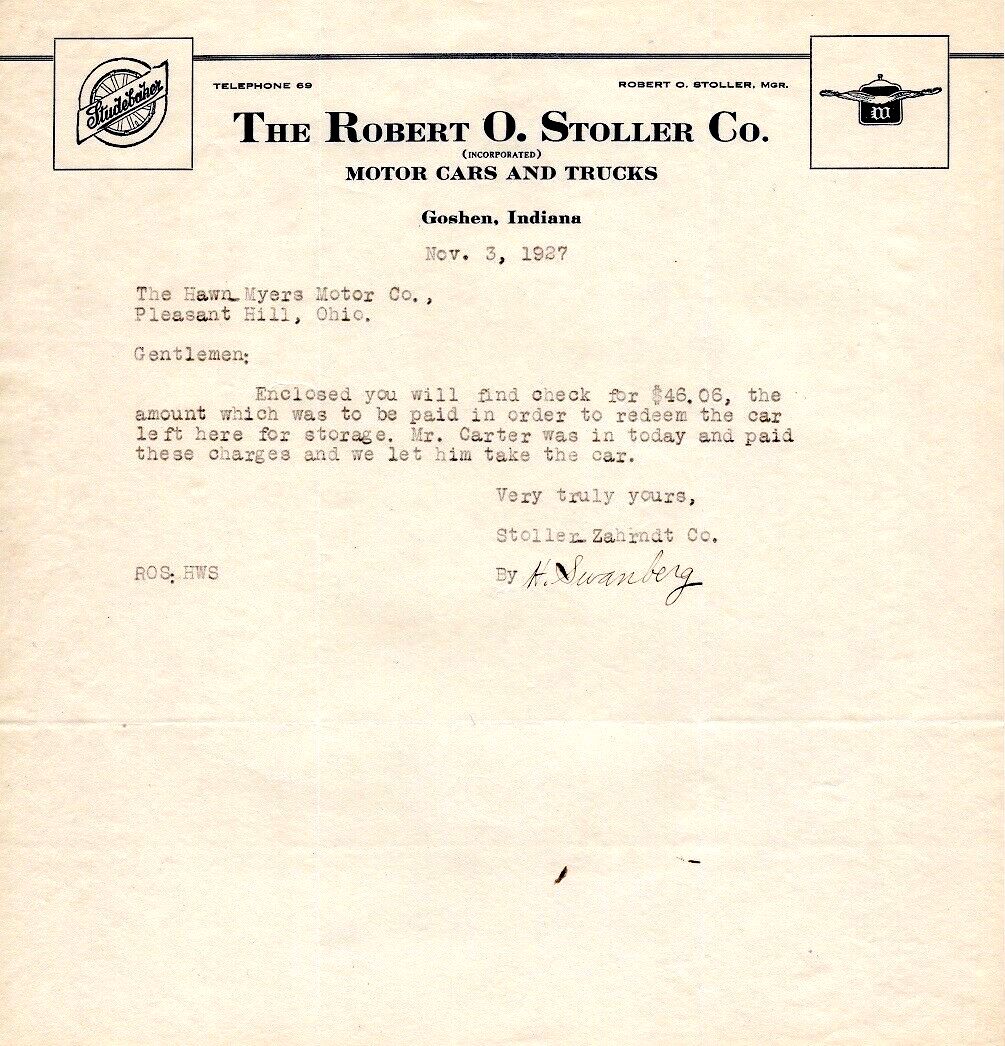 Studebaker
TELEPHONE 69
ROBERT O. STOLLER, MGR.
THE ROBERT O. STOLLER CO.
(INCORPORATED)
MOTOR CARS AND TRUCKS
Goshen, Indiana
W
Nov. 3, 1927
The Hawn-Myers Motor Co.,
Pleasant Hill, Ohio.
Gentlemen:
Enclosed you will find check for $46.06, the
amount which was to be paid in order to redeem the car
left here for storage. Mr. Carter was in today and paid
these charges and we let him take the car.
Very truly yours,
Stoller-Zahrndt Co.
ROS:HWS
By H. Swanberg